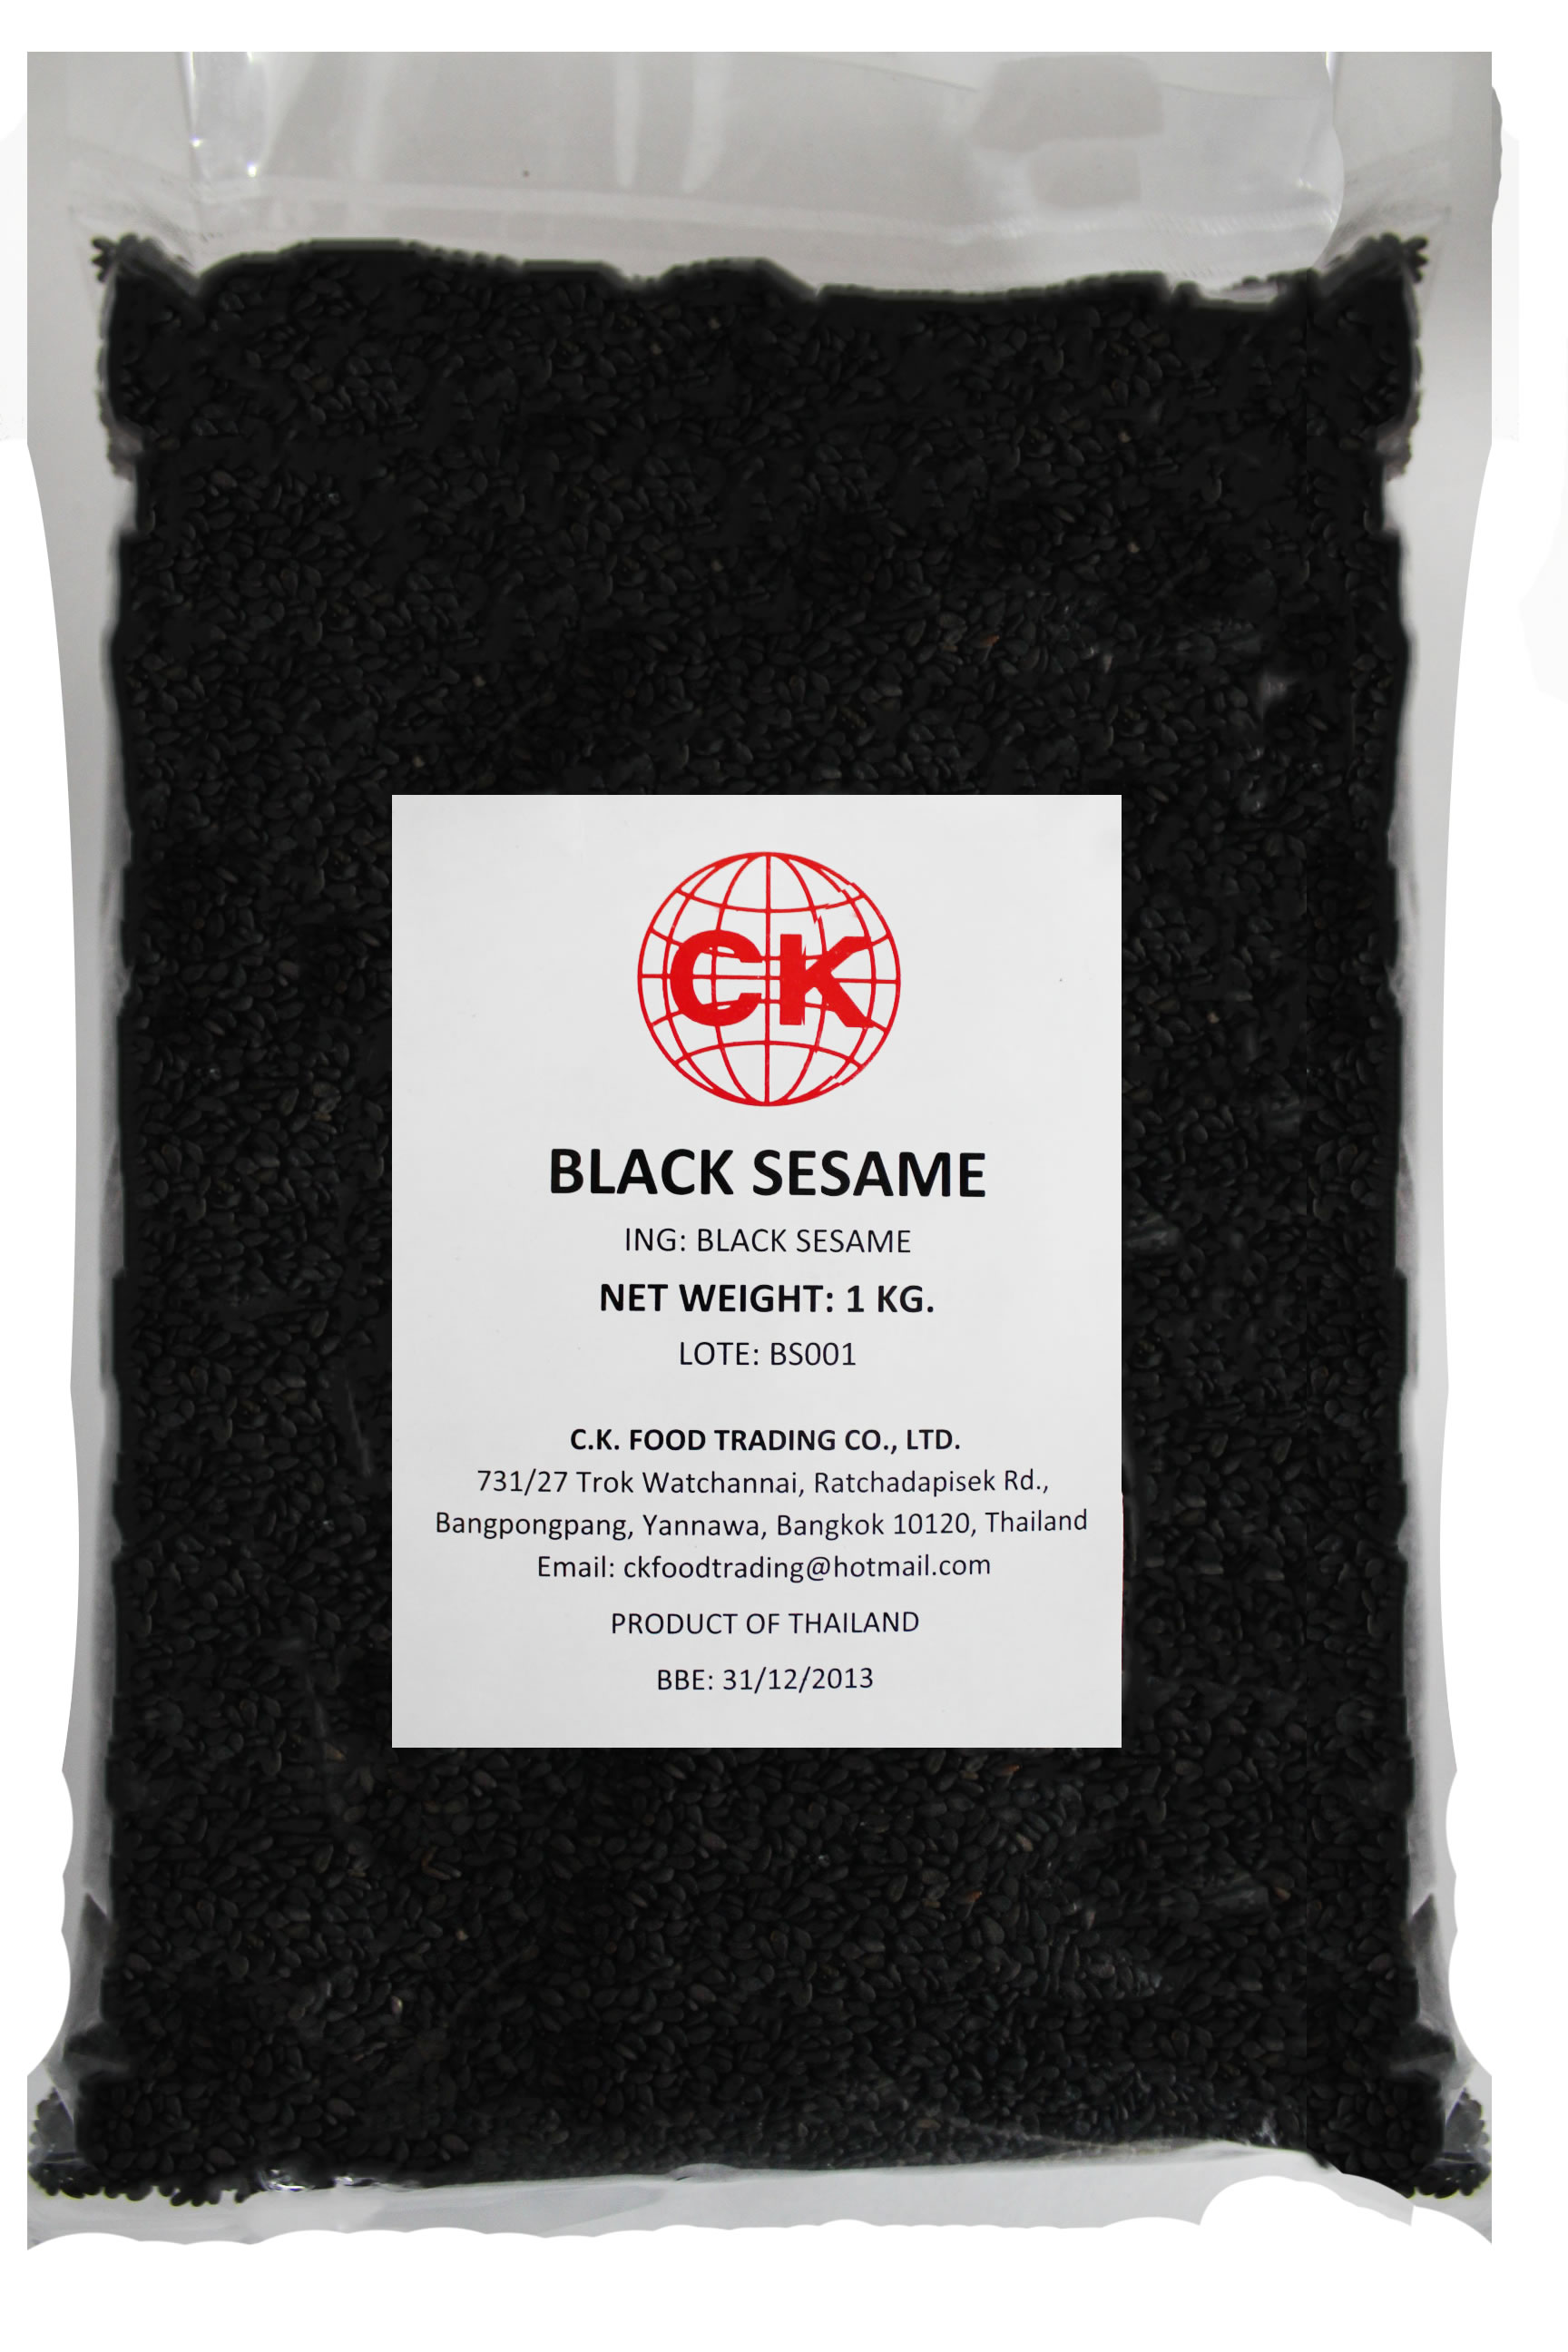 CK
BLACK SESAME
ING: BLACK SESAME
NET WEIGHT: 1 KG.
LOTE: BS001
C.K. FOOD TRADING CO., LTD.
731/27 Trok Watchannai, Ratchadapisek Rd.,
Bangpongpang, Yannawa, Bangkok 10120, Thailand
Email: ckfoodtrading@hotmail.com
PRODUCT OF THAILAND
BBE: 31/12/2013